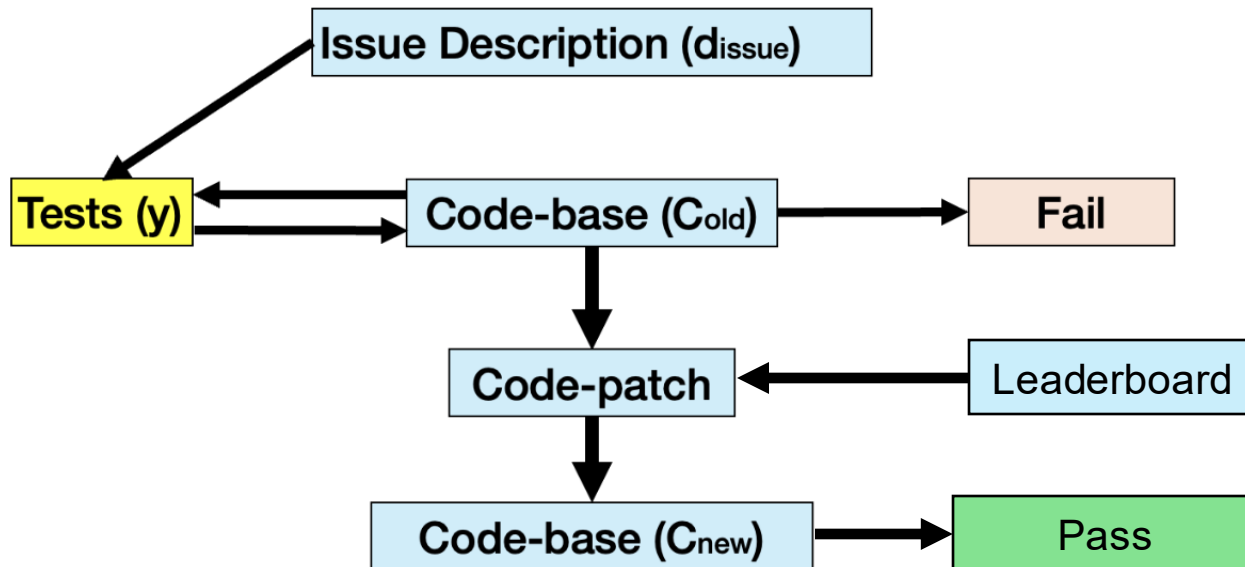 Issue Description (dissue)
Tests (y)
Code-base (Cold)
Fail
Code-patch
Leaderboard
Code-base (Cnew)
Pass